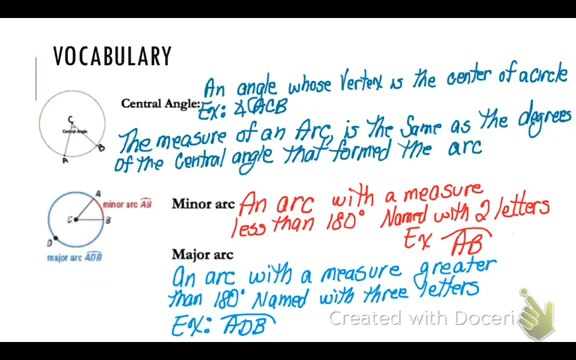 VOCABULARY
An angle whose Vertex is the center of a circle
Central Angle:
Ex: ∢ACB
C
Central Angle
A
B
The measure of an Arc, is the same as the degrees
of the central angle that formed the arc
A
minor arc AB
C
B
D
major arc ADB
Minor arc
An arc with a measure
less than 180° Named with 2 letters
Ex AB
Major arc
An arc with a measure greater
than 180° Named with three letters
Ex: ADB
Created with Doceri